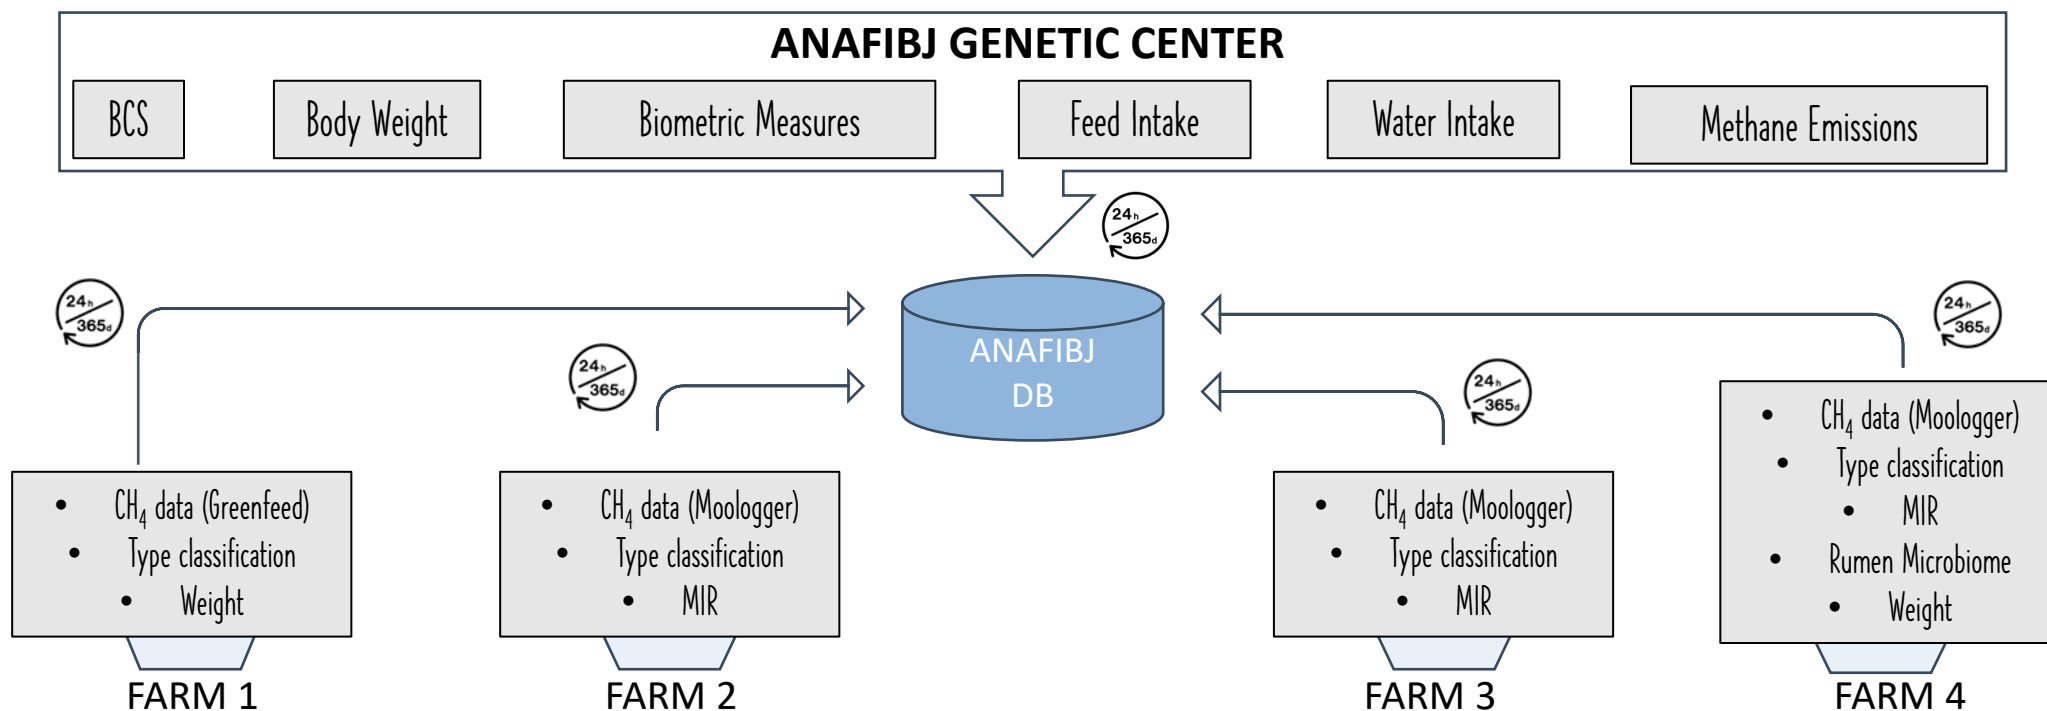 ANAFIBJ GENETIC CENTER
BCS
Body Weight
Biometric Measures
Feed Intake
Water Intake
Methane Emissions
24h
365d
24h
365d
24h
365d
24h
365d
24h
365d
ANAFIBJ
DB
• CH₄ data (Greenfeed)
• Type classification
• Weight
FARM 1
• CH₄ data (Moologger)
• Type classification
• MIR
FARM 2
• CH₄ data (Moologger)
• Type classification
• MIR
FARM 3
• CH₄ data (Moologger)
• Type classification
• MIR
• Rumen Microbiome
• Weight
FARM 4